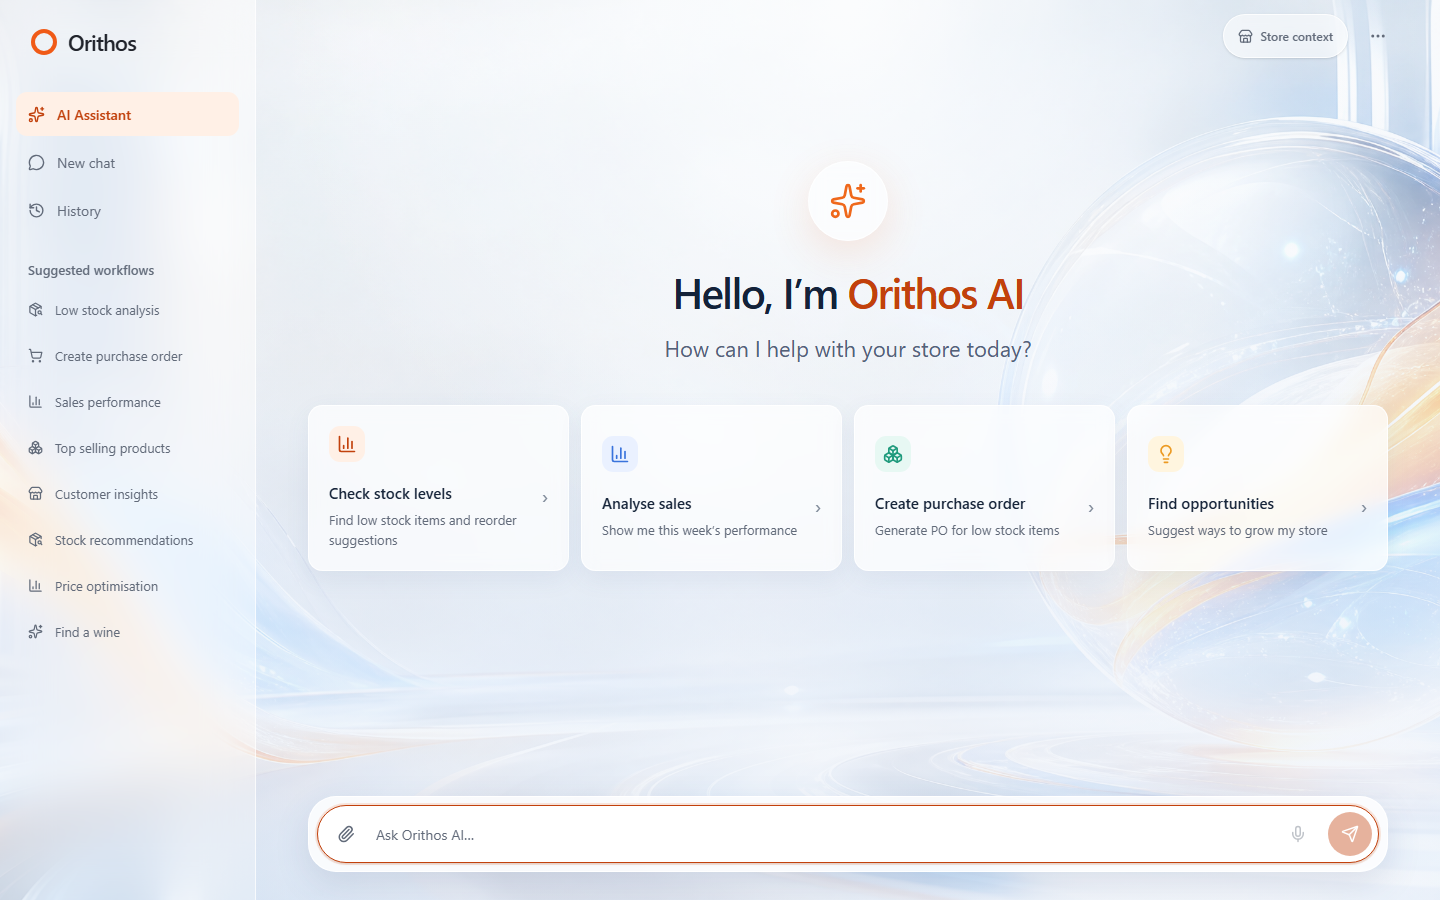 Orithos
AI Assistant
New chat
History
Suggested workflows
Low stock analysis
Create purchase order
Sales performance
Top selling products
Customer insights
Stock recommendations
Price optimisation
Find a wine
Store context
Hello, I’m Orithos AI
How can I help with your store today?
Check stock levels
Find low stock items and reorder
suggestions
Analyse sales
Show me this week's performance
Create purchase order
Generate PO for low stock items
Find opportunities
Suggest ways to grow my store
Ask Orithos AI...